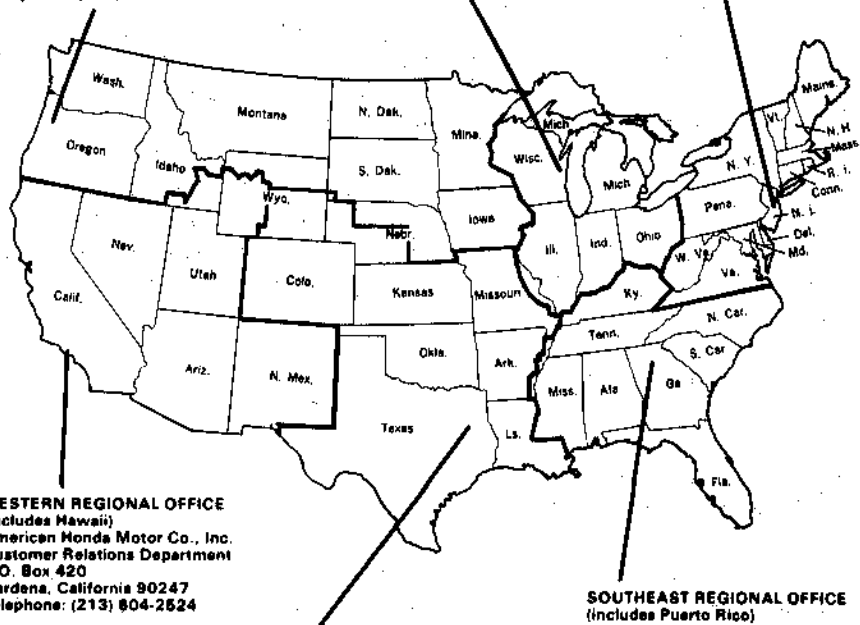 Wash.
Montana
N. Dak.
Minn.
Mich
Maine
Vt.
N. H
Mass
Oregon
Idaho
S. Dak.
Wisc.
Mich
N. Y.
R. I.
Conn.
Wyo.
Iowa
Penna.
N. J.
Nev.
Nebr.
Ill.
Ind.
Ohio
W. Va
Del.
Md.
Calif.
Utah
Colo.
Kansas
Missouri
Ky.
Va.
N. Car.
Tenn.
S. Car
Ariz.
N. Mex.
Okla.
Ark.
Miss.
Ala
Ga
Texas
La.
Fla.
ESTERN REGIONAL OFFICE
cludes Hawaii)
merican Honda Motor Co., Inc.
ustomer Relations Department
.O. Box 420
ardena, California 90247
elephone: (213) 604-2524
SOUTHEAST REGIONAL OFFICE
(includes Puerto Rico)